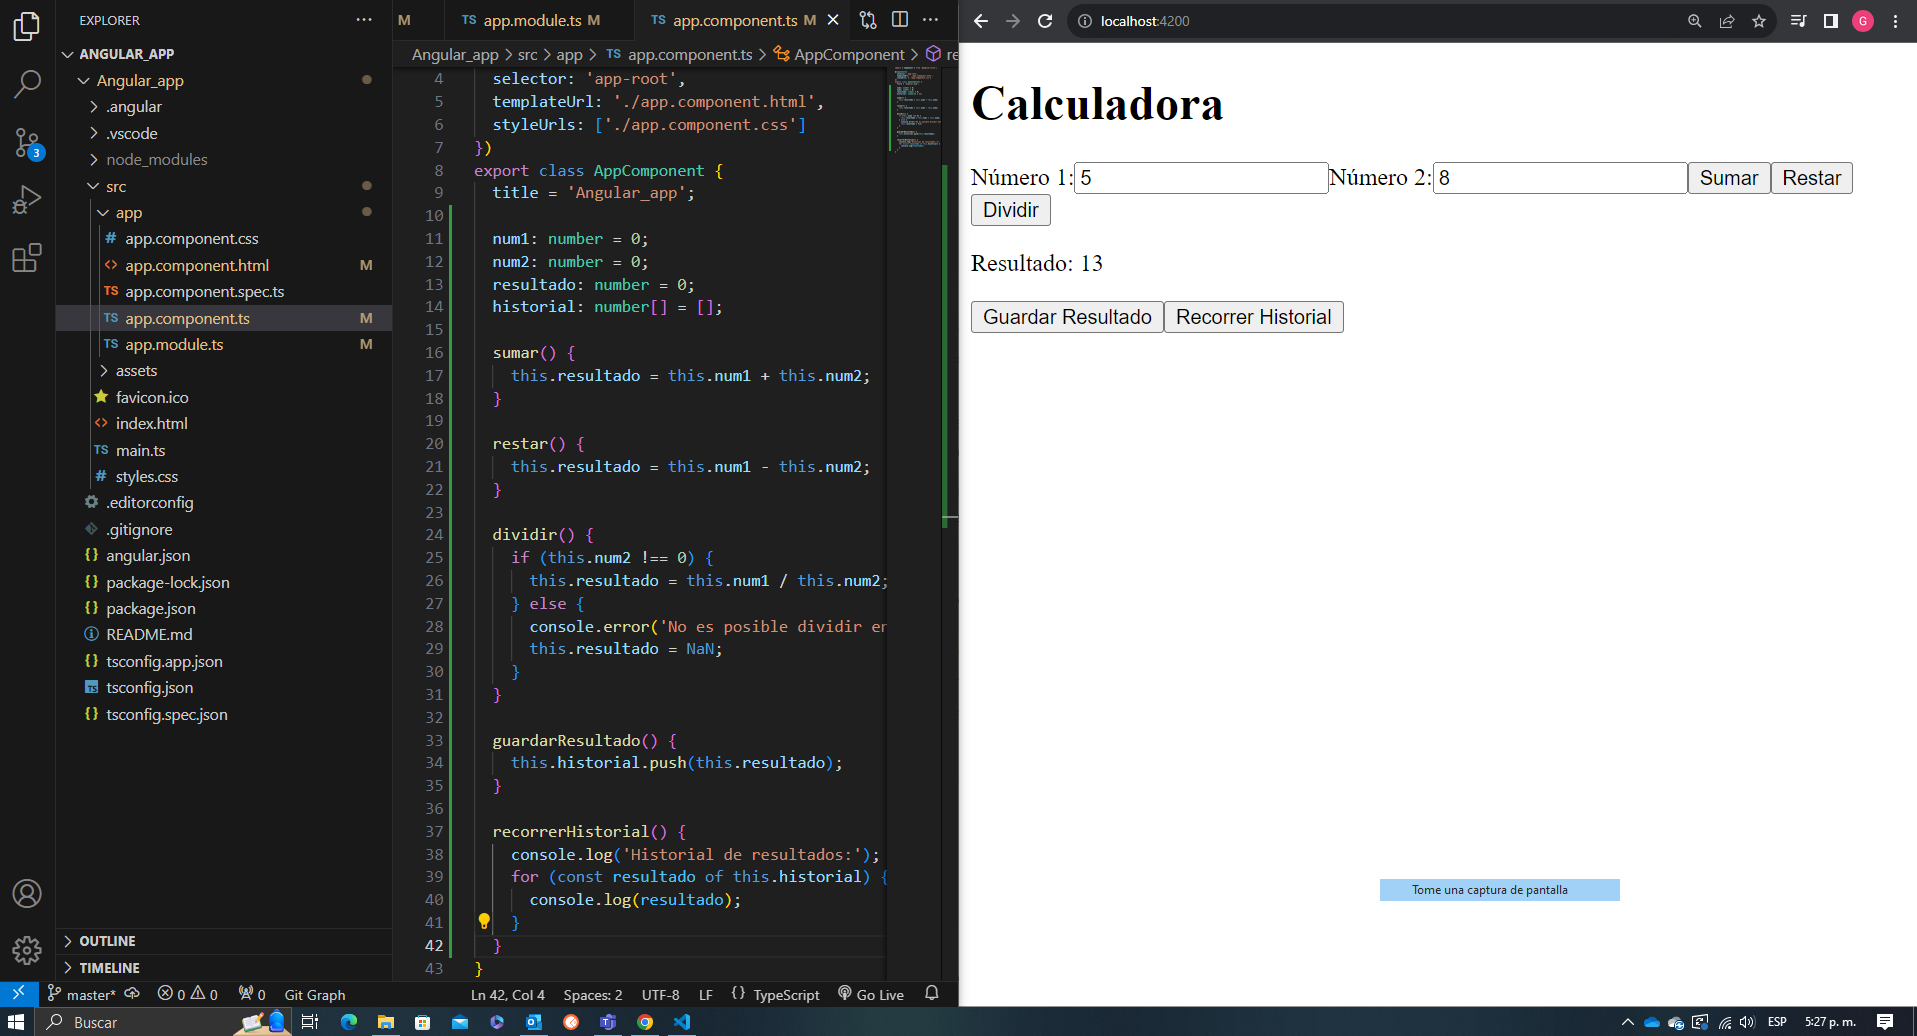 EXPLORER
ANGULAR_APP
Angular_app
.angular
.vscode
node_modules
src
app
# app.component.css
<> app.component.html M
TS app.component.spec.ts
TS app.component.ts M
TS app.module.ts M
assets
favicon.ico
<> index.html
TS main.ts
# styles.css
.editorconfig
.gitignore
{} angular.json
{} package-lock.json
{} package.json
README.md
{} tsconfig.app.json
TS tsconfig.json
{} tsconfig.spec.json
OUTLINE
TIMELINE
3
M TS app.module.ts M TS app.component.ts M
Angular_app > src > app > TS app.component.ts > AppComponent > re
4 selector: 'app-root',
5 templateUrl: './app.component.html',
6 styleUrls: ['./app.component.css']
7 })
8 export class AppComponent {
9 title = 'Angular_app';
10
11 num1: number = 0;
12 num2: number = 0;
13 resultado: number = 0;
14 historial: number[] = [];
15
16 sumar() {
17 this.resultado = this.num1 + this.num2;
18 }
19
20 restar() {
21 this.resultado = this.num1 - this.num2;
22 }
23
24 dividir() {
25 if (this.num2 !== 0) {
26 this.resultado = this.num1 / this.num2;
27 } else {
28 console.error('No es posible dividir en
29 this.resultado = NaN;
30 }
31 }
32
33 guardarResultado() {
34 this.historial.push(this.resultado);
35 }
36
37 recorrerHistorial() {
38 console.log('Historial de resultados:');
39 for (const resultado of this.historial) {
40 console.log(resultado);
41 }
42 }
43 }
master* 0 0 0 Git Graph Ln 42, Col 4 Spaces: 2 UTF-8 LF {} TypeScript Go Live
localhost:4200 G
Calculadora
Número 1: 5 Número 2: 8 Sumar Restar
Dividir
Resultado: 13
Guardar Resultado Recorrer Historial
Tome una captura de pantalla
Buscar ESP 5:27 p. m.